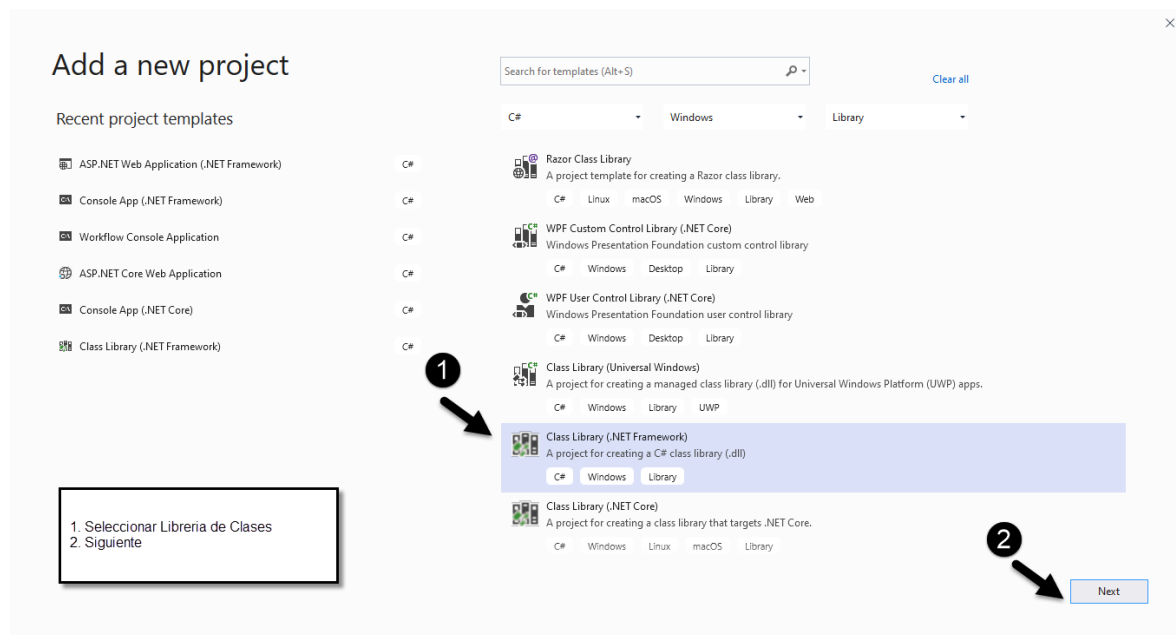 Add a new project
Search for templates (Alt+S)
Clear all
Recent project templates
C# Windows Library
ASP.NET Web Application (.NET Framework) C#
Console App (.NET Framework) C#
Workflow Console Application C#
ASP.NET Core Web Application C#
Console App (.NET Core) C#
Class Library (.NET Framework) C#
Razor Class Library
A project template for creating a Razor class library.
C# Linux macOS Windows Library Web
WPF Custom Control Library (.NET Core)
Windows Presentation Foundation custom control library
C# Windows Desktop Library
WPF User Control Library (.NET Core)
Windows Presentation Foundation user control library
C# Windows Desktop Library
Class Library (Universal Windows)
A project for creating a managed class library (.dll) for Universal Windows Platform (UWP) apps.
C# Windows Library UWP
1
Class Library (.NET Framework)
A project for creating a C# class library (.dll)
C# Windows Library
Class Library (.NET Core)
A project for creating a class library that targets .NET Core.
C# Windows Linux macOS Library
1. Seleccionar Libreria de Clases
2. Siguiente
2
Next